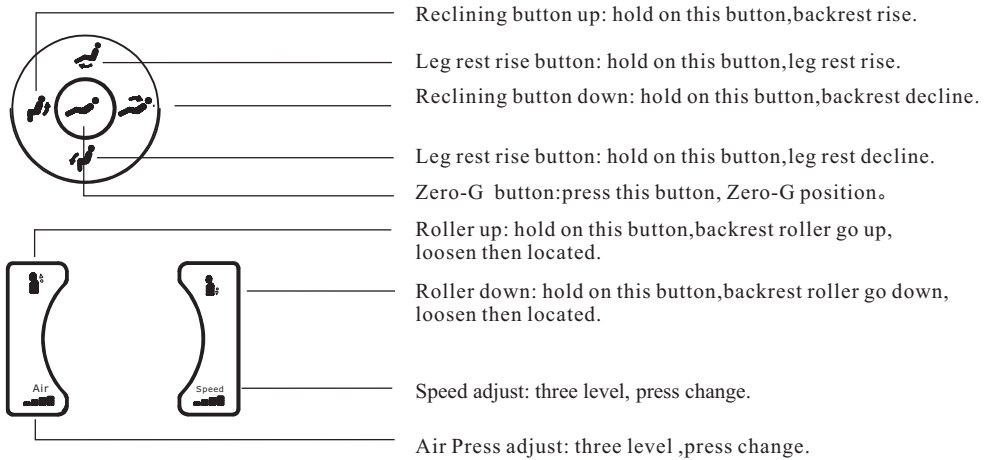 Reclining button up: hold on this button,backrest rise.
Leg rest rise button: hold on this button,leg rest rise.
Reclining button down: hold on this button,backrest decline.
Leg rest rise button: hold on this button,leg rest decline.
Zero-G button:press this button, Zero-G position。
Roller up: hold on this button,backrest roller go up,
loosen then located.
Roller down: hold on this button,backrest roller go down,
loosen then located.
Air
Speed
Speed adjust: three level, press change.
Air Press adjust: three level ,press change.